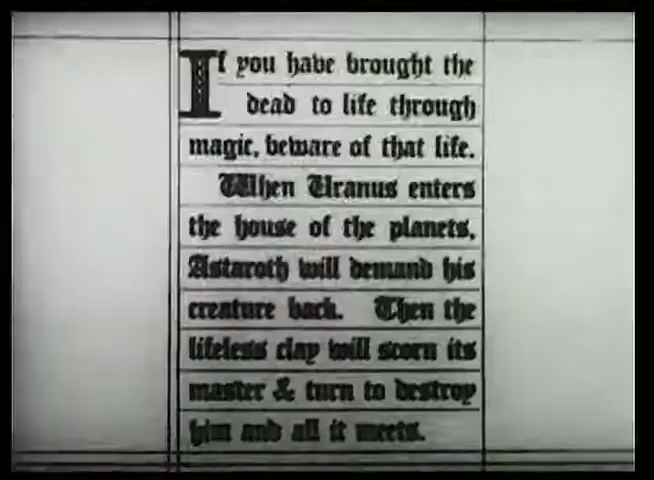 If you have brought the
dead to life through
magic, beware of that life.
When Uranus enters
the house of the planets,
Astaroth will demand his
creature back. Then the
lifeless clay will scorn its
master & turn to destroy
him and all it meets.